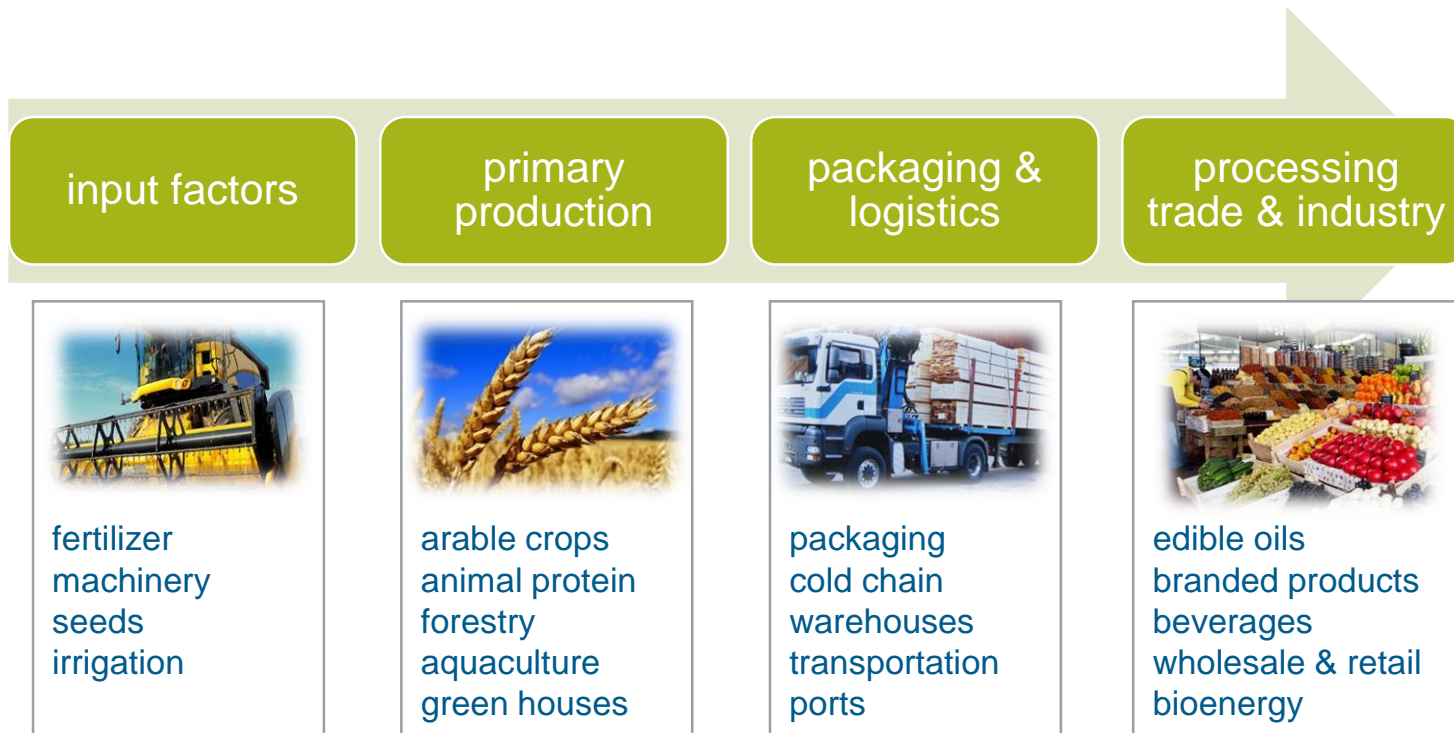 input factors
primary
production
packaging &
logistics
processing
trade & industry
fertilizer
machinery
seeds
irrigation
arable crops
animal protein
forestry
aquaculture
green houses
packaging
cold chain
warehouses
transportation
ports
edible oils
branded products
beverages
wholesale & retail
bioenergy